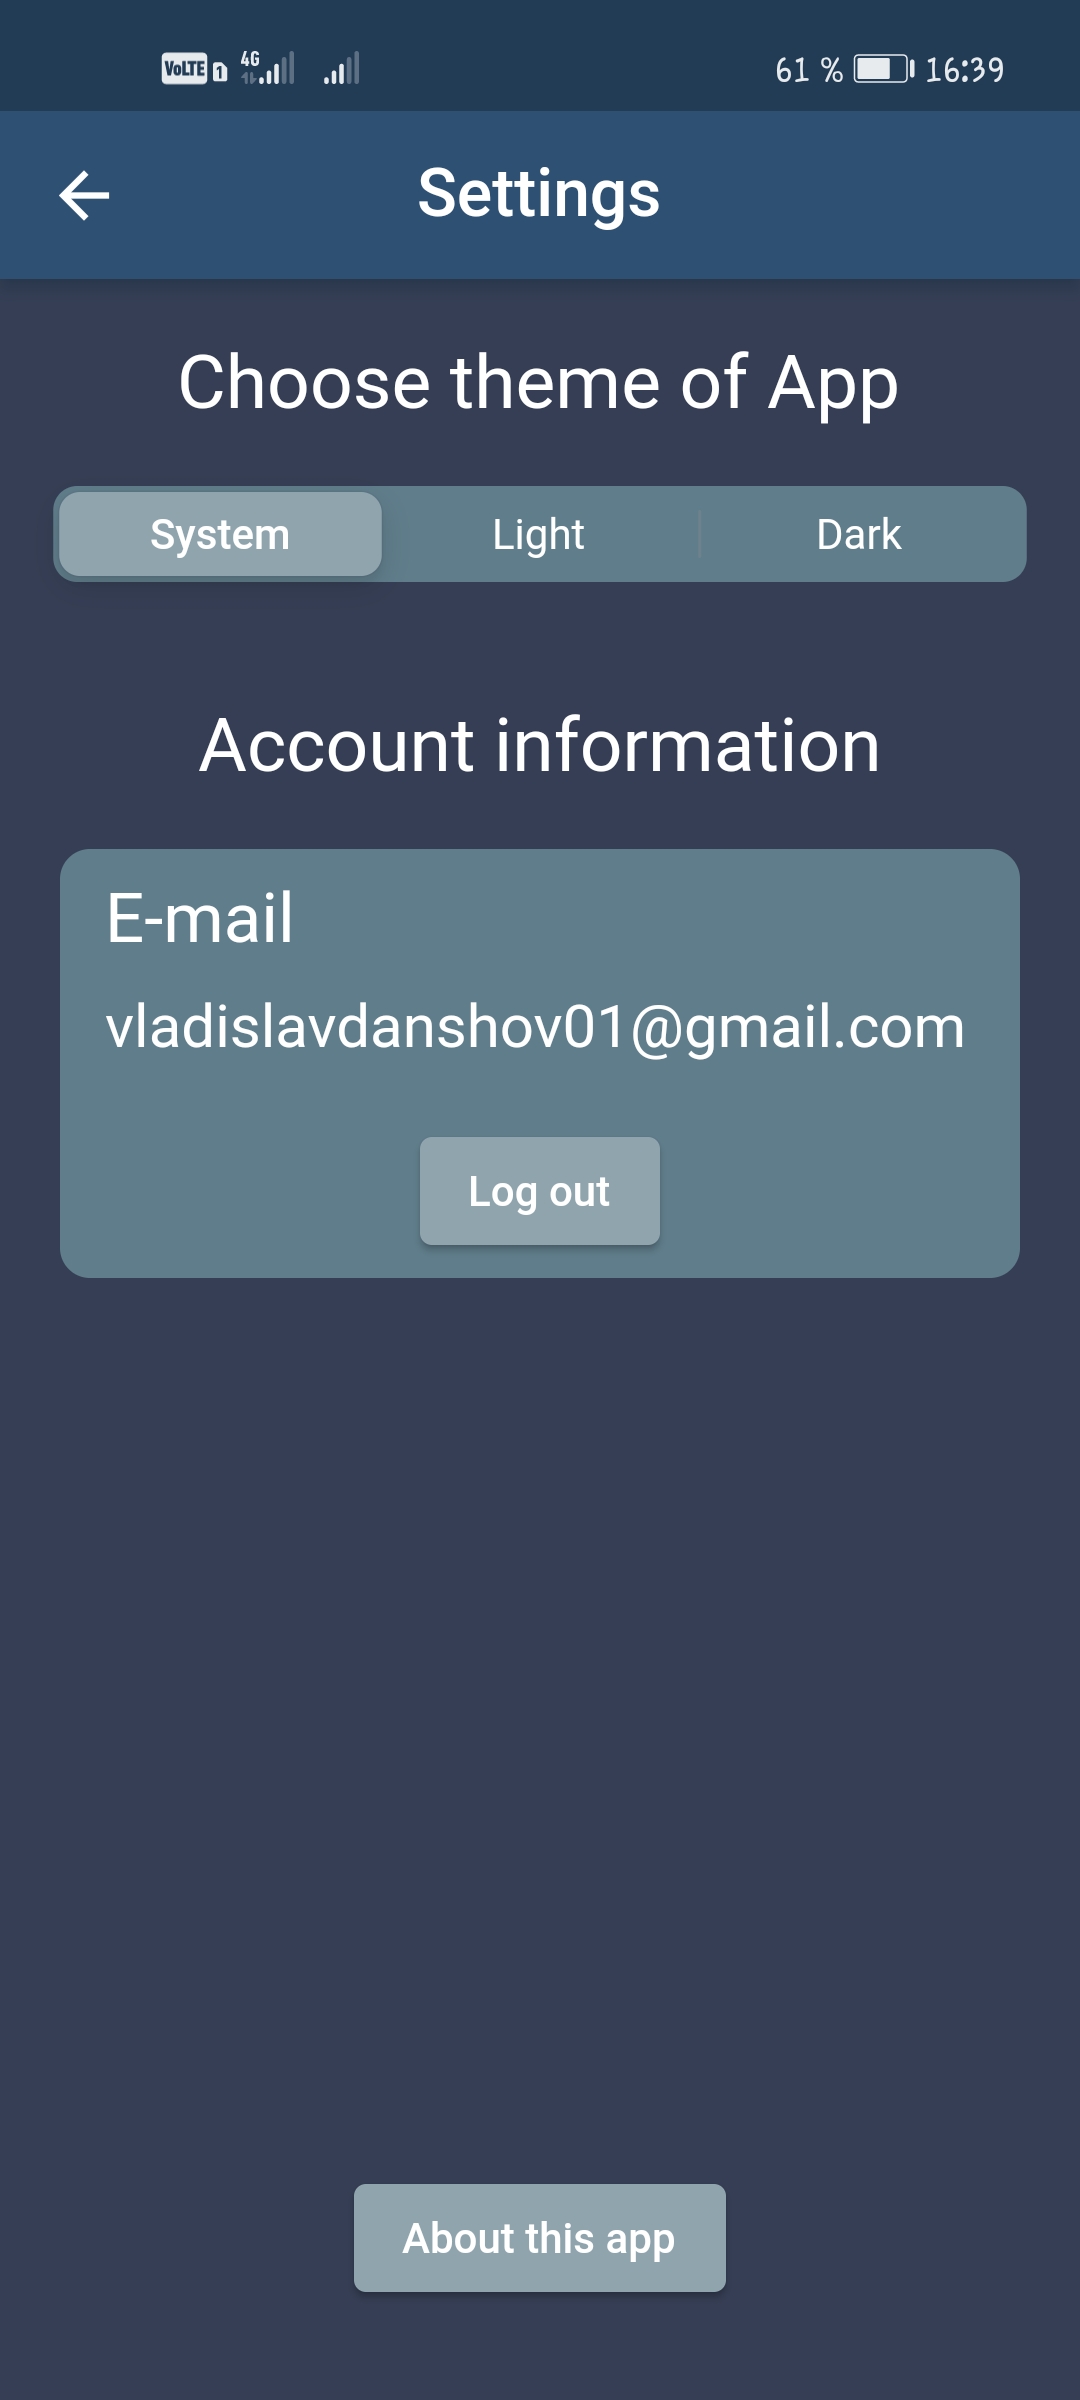 VoLTE 1 4G 61 % 16:39
Settings
Choose theme of App
System Light Dark
Account information
E-mail
vladislavdanshov01@gmail.com
Log out
About this app